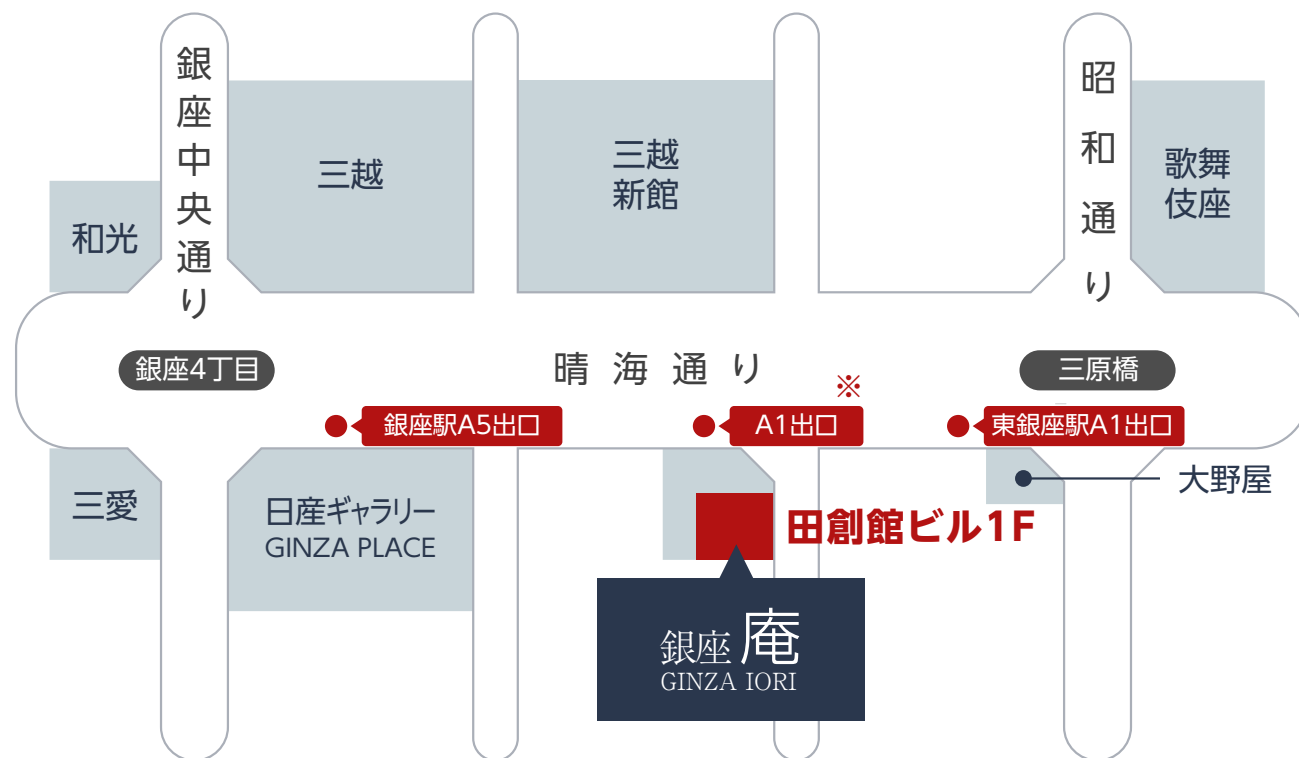 銀座中央通り
昭和通り
三越
三越
新館
歌舞
伎座
和光
銀座4丁目
晴海通り
三原橋
※
銀座駅A5出口
A1出口
東銀座駅A1出口
三愛
日産ギャラリー
GINZA PLACE
大野屋
田創館ビル1F
銀座 庵
GINZA IORI